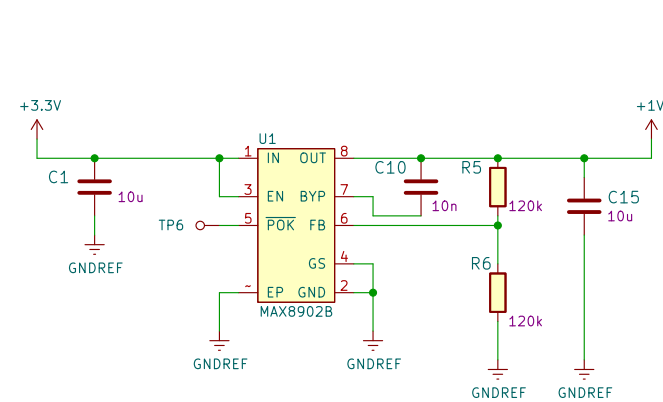 +3.3V
+1V
U1
1 IN OUT 8
C1
10u
C10
10n
R5
120k
3 EN BYP 7
TP6
5 POK FB 6
C15
10u
GS 4
R6
120k
~ EP GND 2
MAX8902B
GNDREF
GNDREF
GNDREF
GNDREF
GNDREF